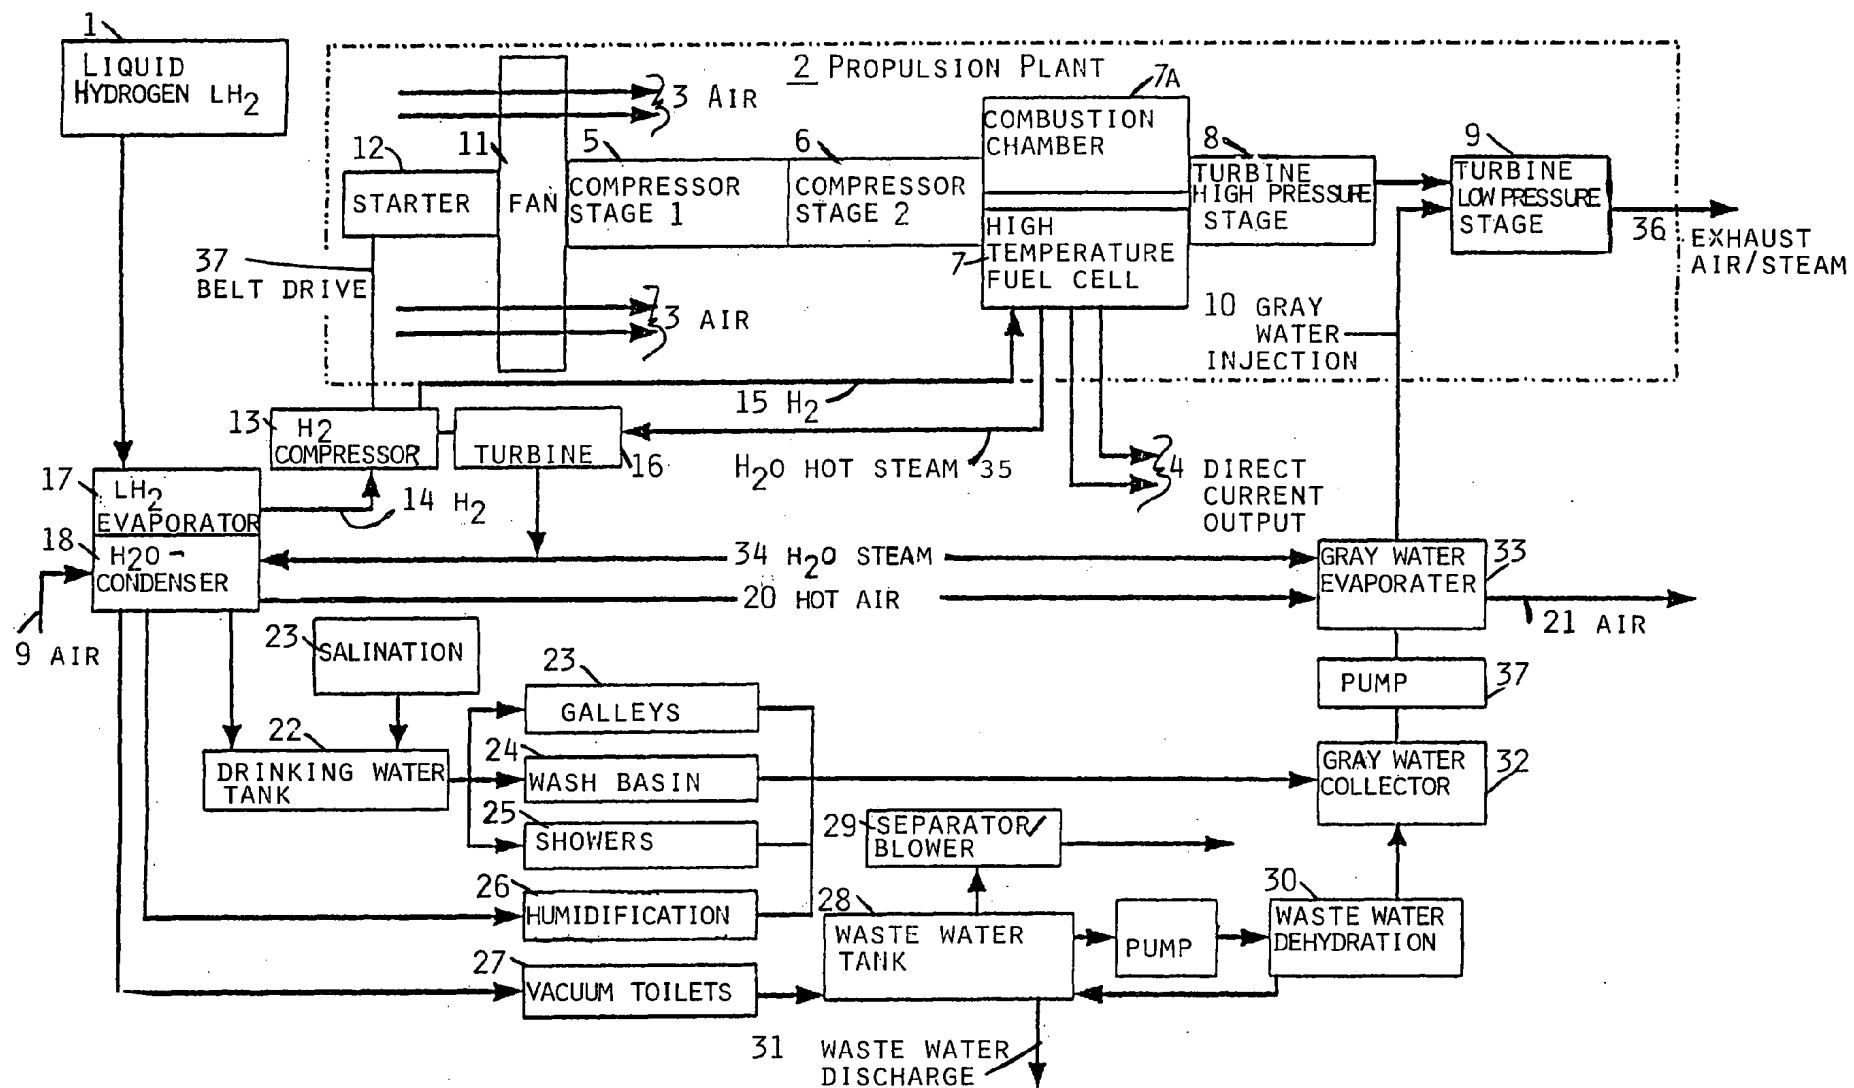 1
LIQUID
HYDROGEN LH2
2 PROPULSION PLANT
3 AIR
7A
COMBUSTION
CHAMBER
12
STARTER
11
FAN
5
COMPRESSOR
STAGE 1
6
COMPRESSOR
STAGE 2
8
TURBINE
HIGH PRESSURE
STAGE
9
TURBINE
LOW PRESSURE
STAGE
36
EXHAUST
AIR/STEAM
7
HIGH
TEMPERATURE
FUEL CELL
37
BELT DRIVE
3 AIR
10 GRAY
WATER
INJECTION
15 H2
13
H2
COMPRESSOR
TURBINE
16
H2O HOT STEAM 35
4 DIRECT
CURRENT
OUTPUT
17
LH2
EVAPORATOR
14 H2
18
H2O-
CONDENSER
34 H2O STEAM
20 HOT AIR
9 AIR
GRAY WATER
EVAPORATER
33
21 AIR
23
SALINATION
PUMP
37
22
DRINKING WATER
TANK
23
GALLEYS
24
WASH BASIN
25
SHOWERS
GRAY WATER
COLLECTOR
32
29
SEPARATOR/
BLOWER
26
HUMIDIFICATION
27
VACUUM TOILETS
28
WASTE WATER
TANK
PUMP
30
WASTE WATER
DEHYDRATION
31 WASTE WATER
DISCHARGE